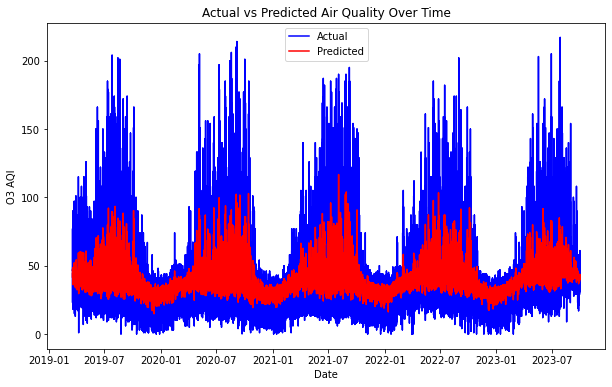 Actual vs Predicted Air Quality Over Time
Actual
Predicted
200
150
100
50
0
O3 AQI
2019-01 2019-07 2020-01 2020-07 2021-01 2021-07 2022-01 2022-07 2023-01 2023-07
Date